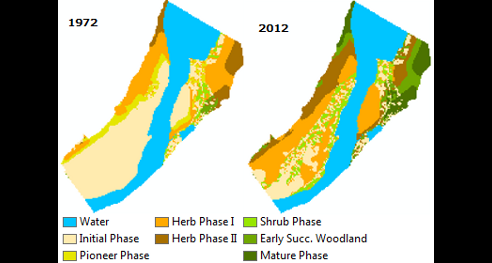 1972
2012
Water
Herb Phase I
Shrub Phase
Initial Phase
Herb Phase II
Early Succ. Woodland
Pioneer Phase
Mature Phase